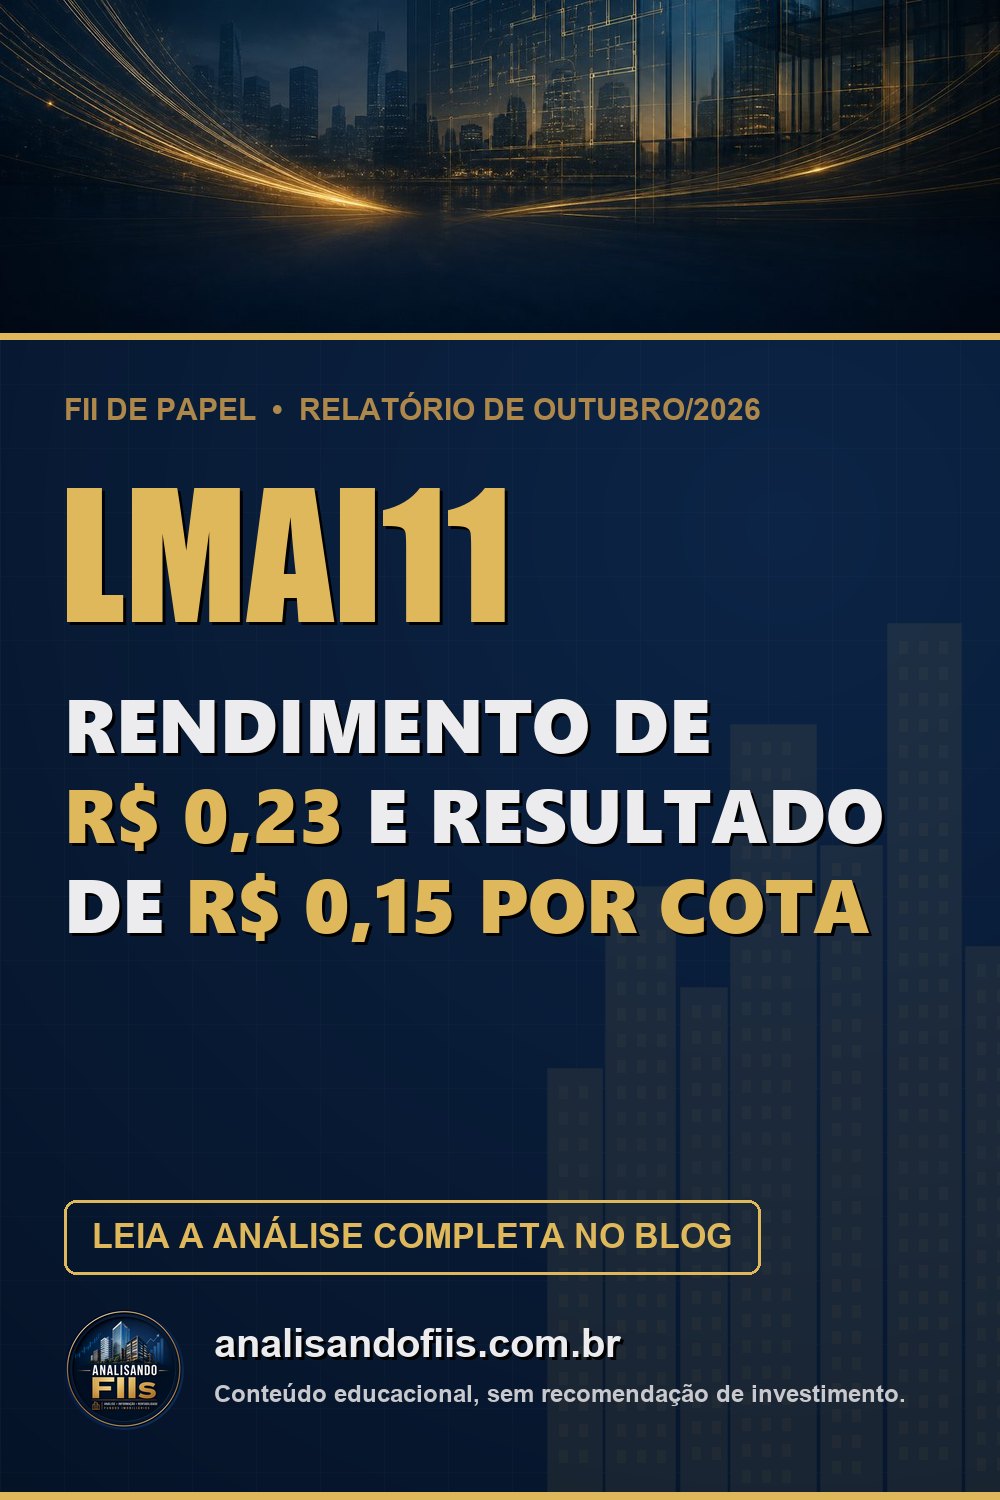 FII DE PAPEL • RELATÓRIO DE OUTUBRO/2026
LMAI11
RENDIMENTO DE
R$ 0,23 E RESULTADO
DE R$ 0,15 POR COTA
LEIA A ANÁLISE COMPLETA NO BLOG
ANALISANDO
FIIs
analisandofiis.com.br
Conteúdo educacional, sem recomendação de investimento.